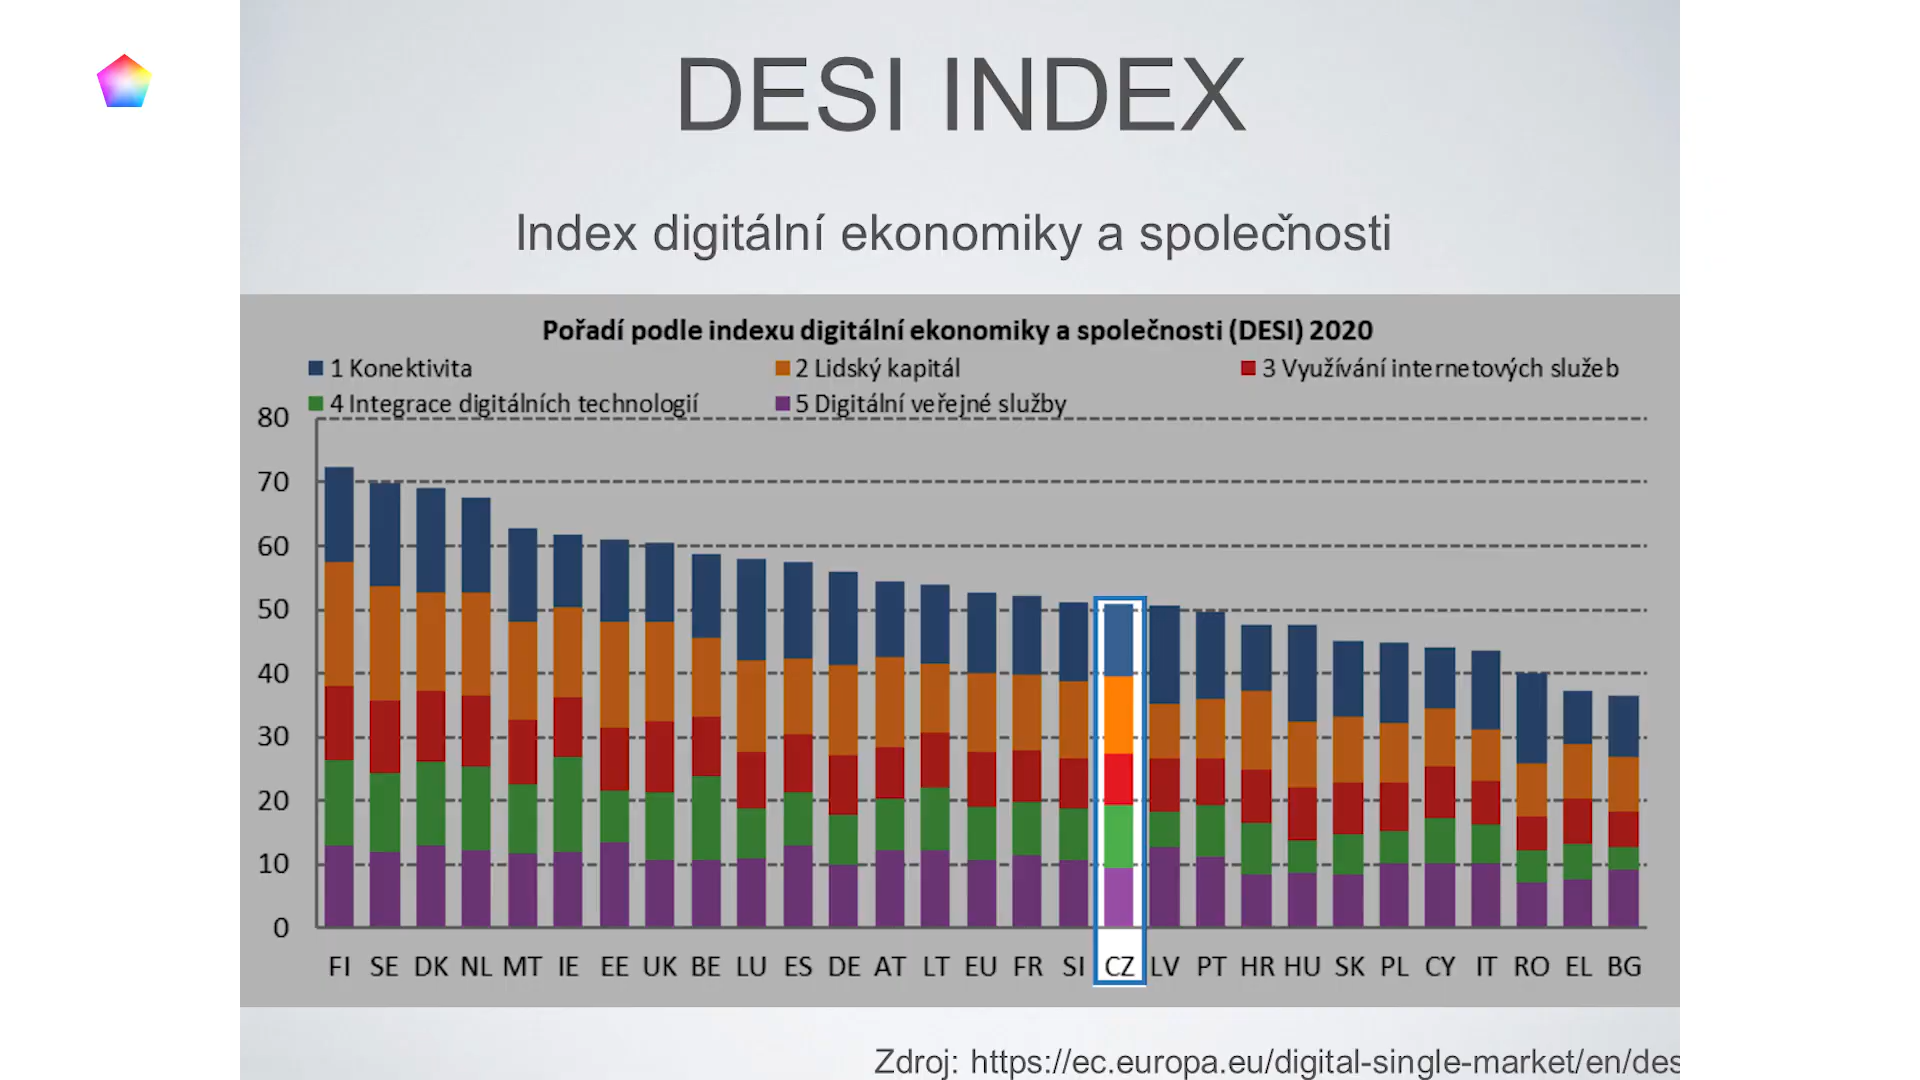 DESI INDEX
Index digitální ekonomiky a společnosti
Pořadí podle indexu digitální ekonomiky a společnosti (DESI) 2020
1 Konektivita 2 Lidský kapitál 3 Využívání internetových služeb
4 Integrace digitálních technologií 5 Digitální veřejné služby
80
70
60
50
40
30
20
10
0
FI SE DK NL MT IE EE UK BE LU ES DE AT LT EU FR SI CZ LV PT HR HU SK PL CY IT RO EL BG
Zdroj: https://ec.europa.eu/digital-single-market/en/des